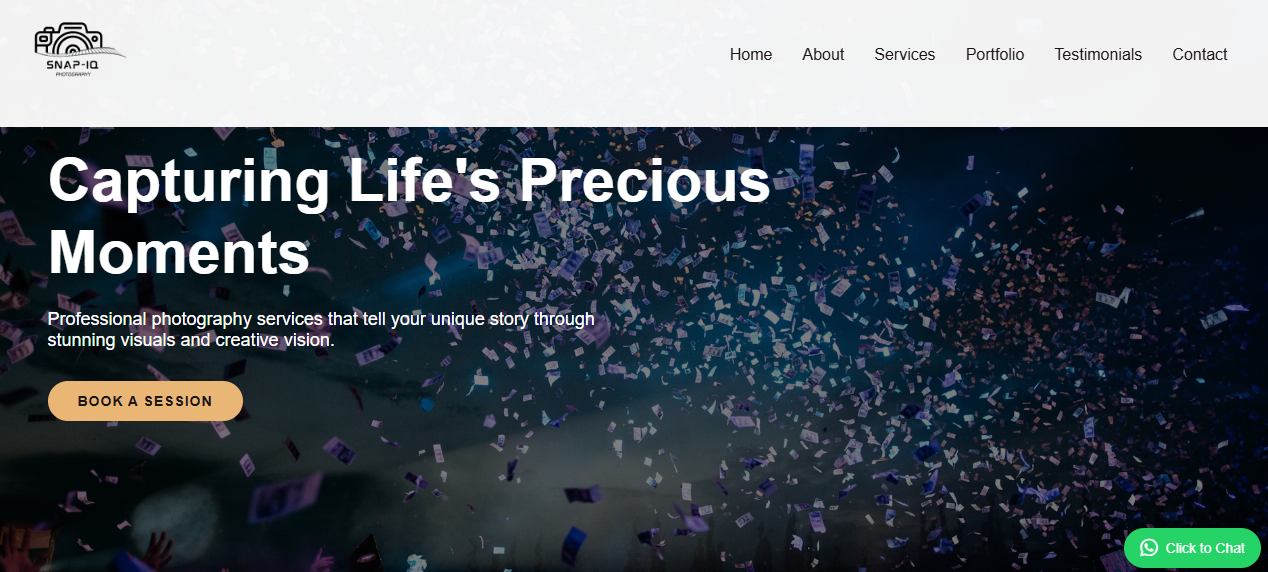 SNAP-IQ
PHOTOGRAPHY
Home About Services Portfolio Testimonials Contact
Capturing Life's Precious
Moments
Professional photography services that tell your unique story through
stunning visuals and creative vision.
BOOK A SESSION
Click to Chat